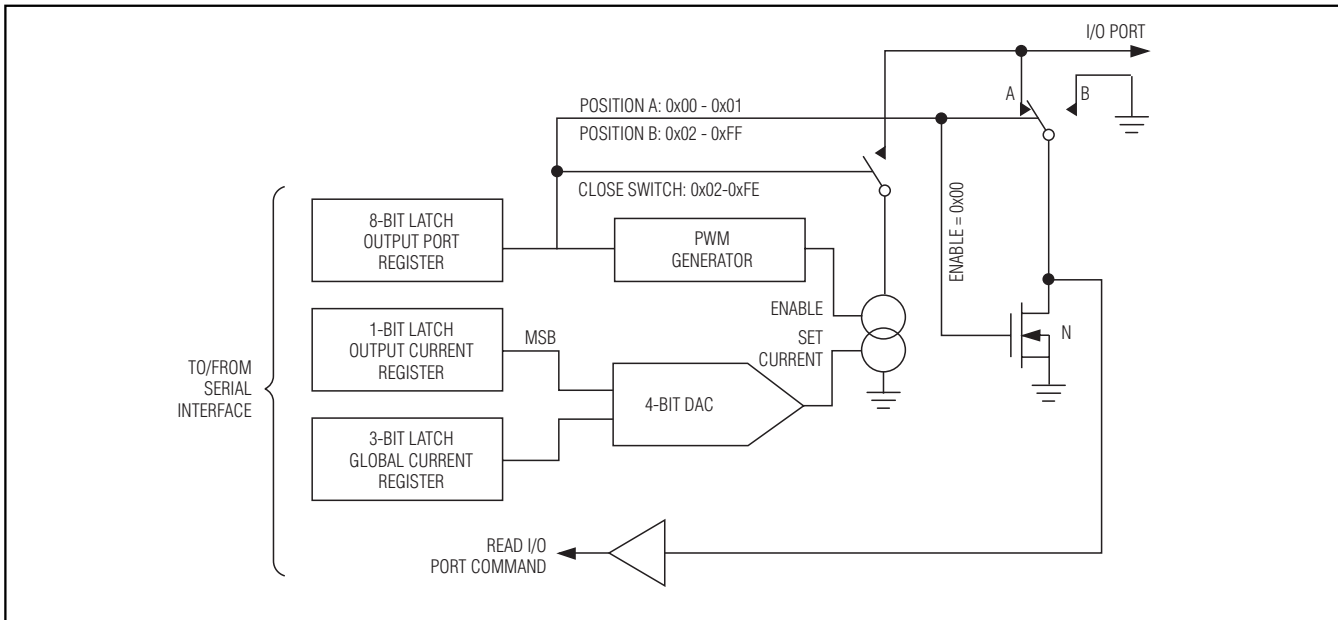 I/O PORT
A
B
POSITION A: 0x00 - 0x01
POSITION B: 0x02 - 0xFF
CLOSE SWITCH: 0x02-0xFE
ENABLE = 0x00
8-BIT LATCH
OUTPUT PORT
REGISTER
PWM
GENERATOR
ENABLE
SET
CURRENT
N
1-BIT LATCH
OUTPUT CURRENT
REGISTER
MSB
TO/FROM
SERIAL
INTERFACE
4-BIT DAC
3-BIT LATCH
GLOBAL CURRENT
REGISTER
READ I/O
PORT COMMAND